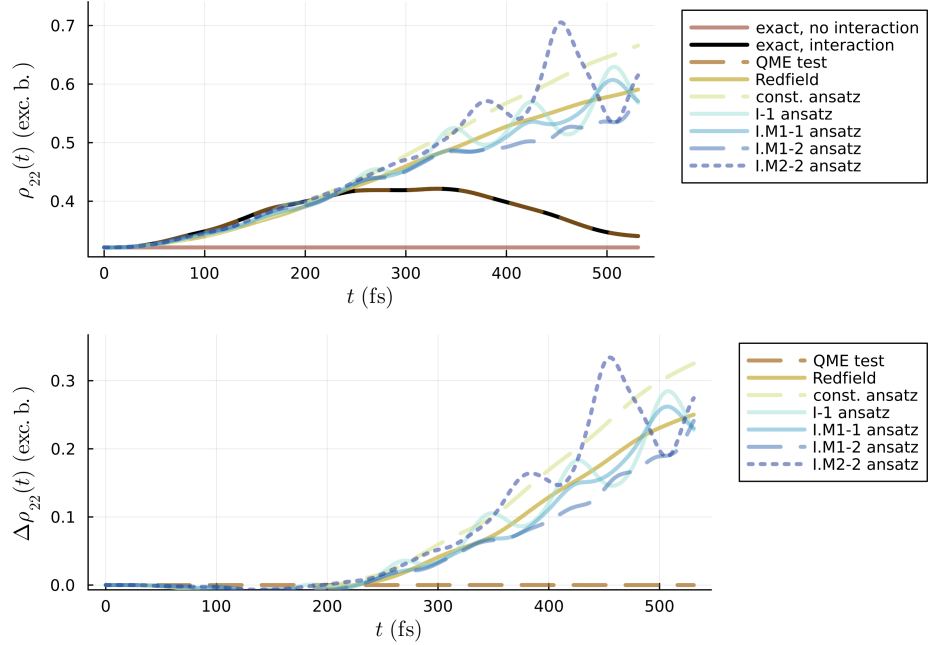 0.7
0.6
0.5
0.4
ρ₂₂(t) (exc. b. )
0 100 200 300 400 500
t (fs)
exact, no interaction
exact, interaction
QME test
Redfield
const. ansatz
I-1 ansatz
I.M1-1 ansatz
I.M1-2 ansatz
I.M2-2 ansatz
0.3
0.2
0.1
0.0
Δρ₂₂(t) (exc. b. )
0 100 200 300 400 500
t (fs)
QME test
Redfield
const. ansatz
I-1 ansatz
I.M1-1 ansatz
I.M1-2 ansatz
I.M2-2 ansatz